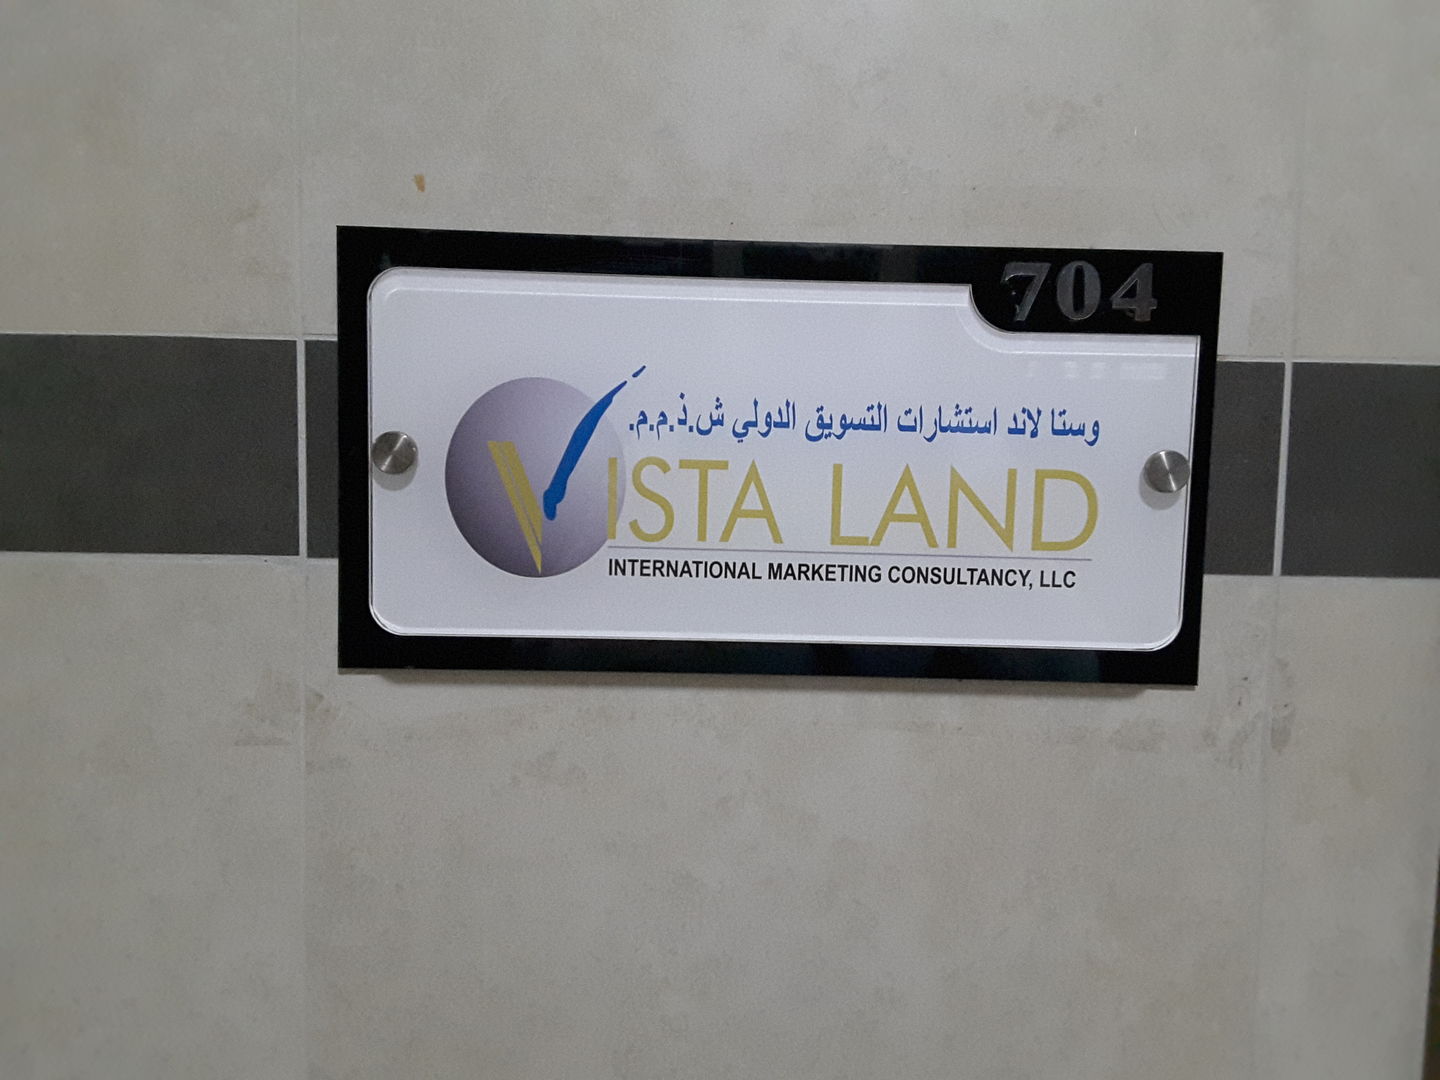 704
وستا لاند استشارات التسويق الدولي ش.ذ.م.م.
VISTA LAND
INTERNATIONAL MARKETING CONSULTANCY, LLC